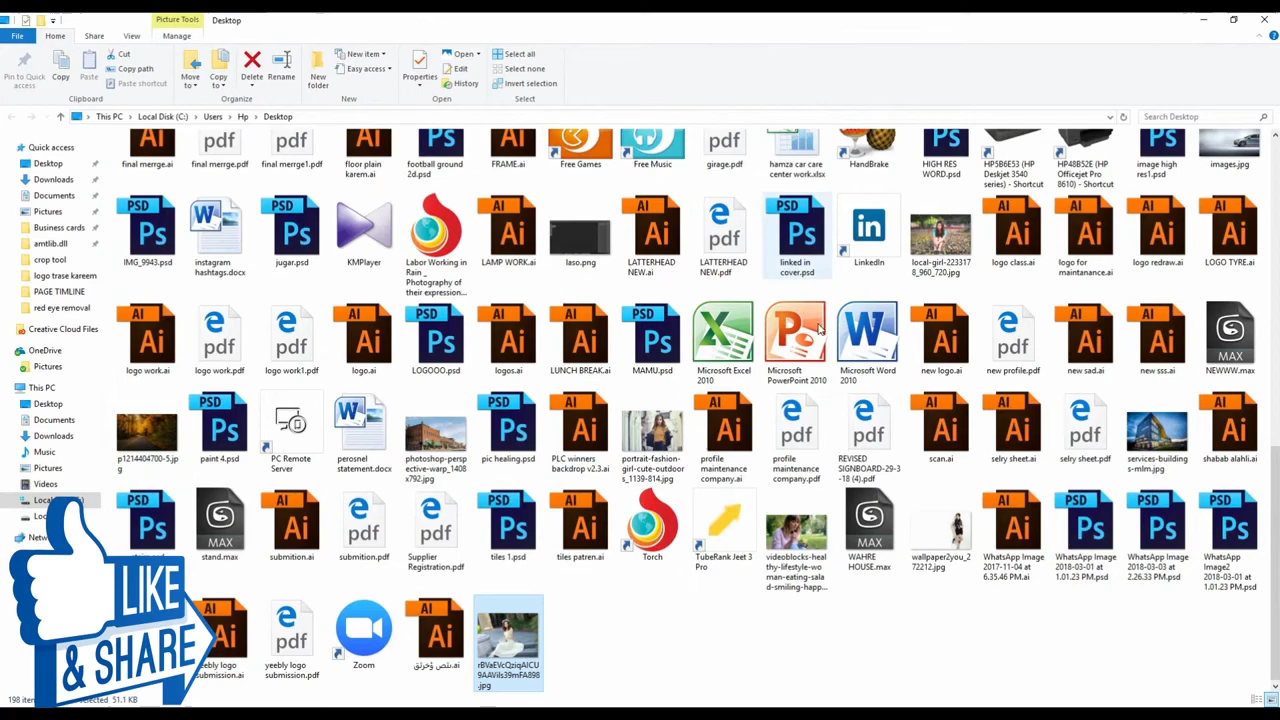 Picture Tools
Desktop
File
Home
Share
View
Manage
Pin to Quick access
Copy
Paste
Cut
Copy path
Paste shortcut
Clipboard
Move to
Copy to
Delete
Rename
Organize
New folder
New item
Easy access
New
Properties
Open
Edit
History
Open
Select all
Select none
Invert selection
Select
This PC
Local Disk (C:)
Users
Hp
Desktop
Search Desktop
Quick access
Desktop
Downloads
Documents
Pictures
Business cards
amtlib.dll
crop tool
logo trase kareem
PAGE TIMLINE
red eye removal
Creative Cloud Files
OneDrive
Pictures
This PC
Desktop
Documents
Downloads
Music
Pictures
Videos
final merrge.ai
final merrge.pdf
final merrge1.pdf
floor plain karem.ai
football ground 2d.psd
FRAME.ai
Free Games
Free Music
girage.pdf
hamza car care center work.xlsx
HandBrake
HIGH RES WORD.psd
HP5B6E53 (HP Deskjet 3540 series) - Shortcut
HP48B52E (HP Officejet Pro 8610) - Shortcut
image high res1.psd
images.jpg
IMG_9943.psd
instagram hashtags.docx
jugar.psd
KMPlayer
Labor Working in Rain _ Photography of their expression...
LAMP WORK.ai
laso.png
LATTERHEAD NEW.ai
LATTERHEAD NEW.pdf
linked in cover.psd
LinkedIn
local-girl-2233178_960_720.jpg
logo class.ai
logo for maintanance.ai
logo redraw.ai
LOGO TYRE.ai
logo work.ai
logo work.pdf
logo work1.pdf
logo.ai
LOGOOO.psd
logos.ai
LUNCH BREAK.ai
MAMU.psd
Microsoft Excel 2010
Microsoft PowerPoint 2010
Microsoft Word 2010
new logo.ai
new profile.pdf
new sad.ai
new sss.ai
NEWWW.max
p1214404700-5.jpg
paint 4.psd
PC Remote Server
perosnel statement.docx
photoshop-perspective-warp_1408x792.jpg
pic healing.psd
PLC winners backdrop v2.3.ai
portrait-fashion-girl-cute-outdoors_1139-814.jpg
profile maintenance company.ai
profile maintenance company.pdf
REVISED SIGNBOARD-29-3-18 (4).pdf
scan.ai
selry sheet.ai
selry sheet.pdf
services-building-mlm.jpg
shabab alahli.ai
stand.max
submition.ai
submition.pdf
Supplier Registration.pdf
tiles 1.psd
tiles patren.ai
Torch
TubeRank Jeet 3 Pro
videoblocks-healthy-lifestyle-woman-eating-salad-smiling-happ...
WAHRE HOUSE.max
wallpaper2you_272212.jpg
WhatsApp Image 2017-11-04 at 6.35.46 PM.ai
WhatsApp Image 2018-03-01 at 1.01.23 PM.psd
WhatsApp Image 2018-03-03 at 2.26.33 PM.psd
WhatsApp Image2 2018-03-01 at 1.01.23 PM.psd
yeebly logo submission.pdf
Zoom
198
51.1 KB
LIKE
& SHARE